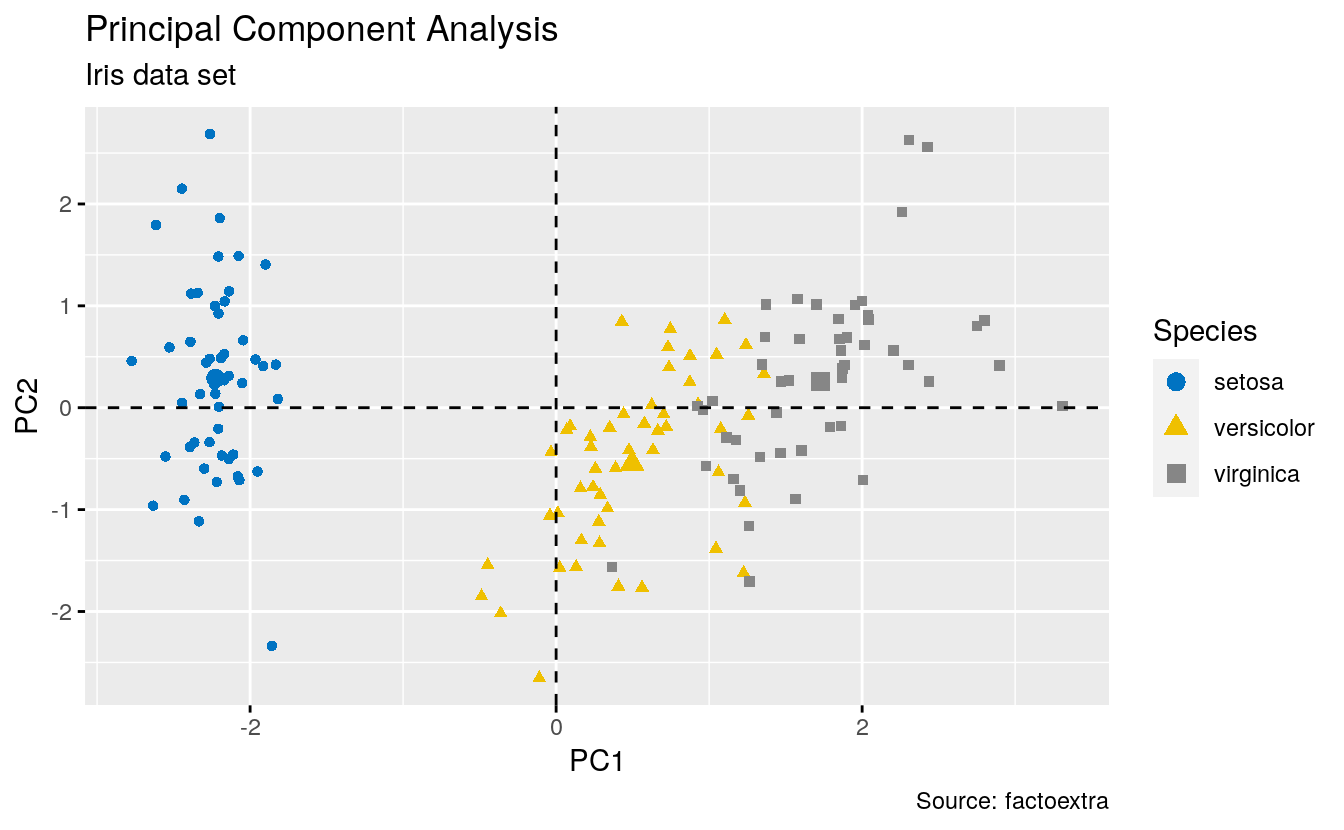 Principal Component Analysis
Iris data set
PC2
2
1
0
-1
-2
-2
0
2
PC1
Species
setosa
versicolor
virginica
Source: factoextra